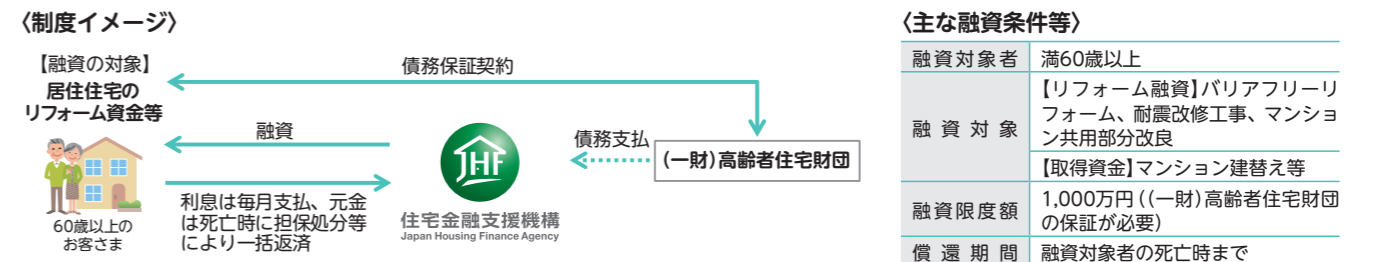 〈制度イメージ〉
【融資の対象】
居住住宅の
リフォーム資金等
債務保証契約
融資
債務支払
(一財)高齢者住宅財団
JHF
利息は毎月支払、元金
は死亡時に担保処分等
により一括返済
60歳以上の
お客さま
住宅金融支援機構
Japan Housing Finance Agency
〈主な融資条件等〉
融資対象者 満60歳以上
融資対象 【リフォーム融資】バリアフリーリ
フォーム、耐震改修工事、マンショ
ン共用部分改良
【取得資金】マンション建替え等
融資限度額 1,000万円((一財)高齢者住宅財団
の保証が必要)
償還期間 融資対象者の死亡時まで